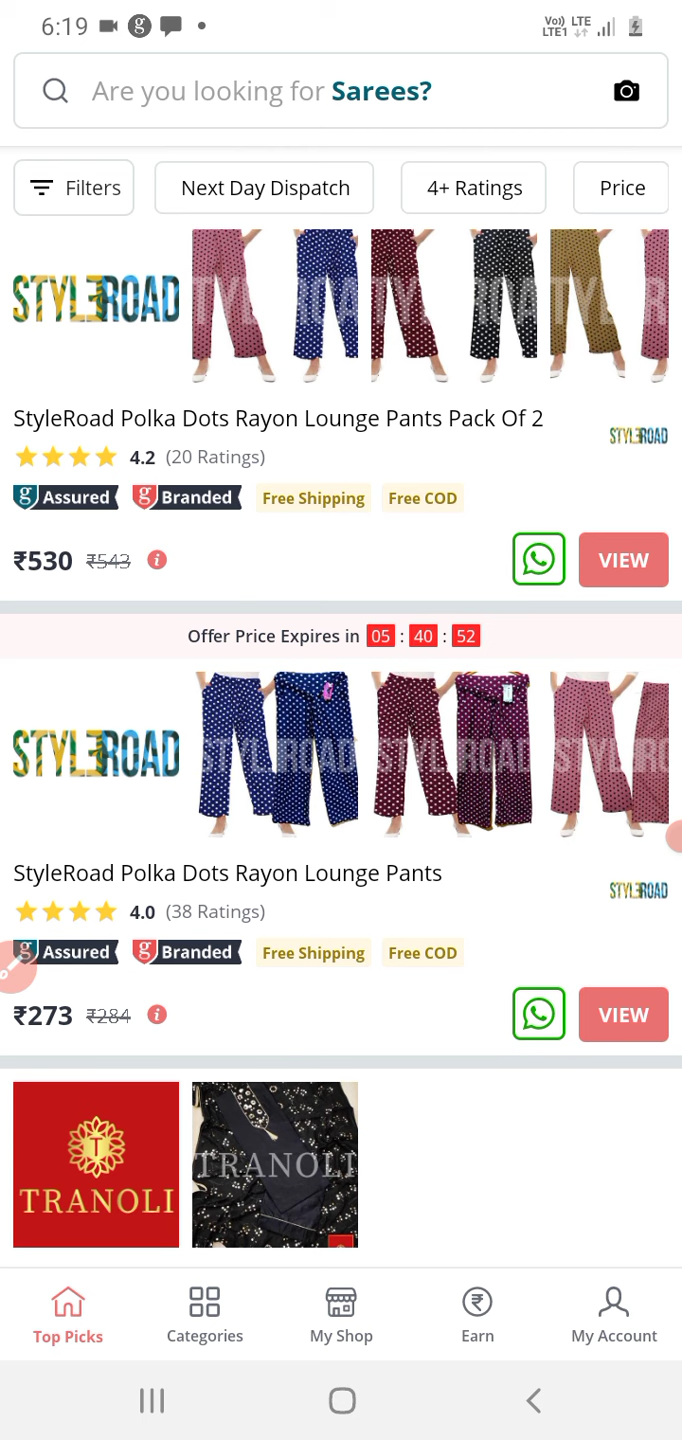 6:19
Vo) LTE
LTE1
Are you looking for Sarees?
Filters
Next Day Dispatch
4+ Ratings
Price
STYLEROAD
StyleRoad Polka Dots Rayon Lounge Pants Pack Of 2
STYLEROAD
4.2 (20 Ratings)
g Assured g Branded Free Shipping Free COD
₹530 ₹543 i VIEW
Offer Price Expires in 05 : 40 : 52
STYLEROAD
StyleRoad Polka Dots Rayon Lounge Pants
STYLEROAD
4.0 (38 Ratings)
g Assured g Branded Free Shipping Free COD
₹273 ₹284 i VIEW
T
TRANOLI TRANOLI
Top Picks Categories My Shop Earn My Account